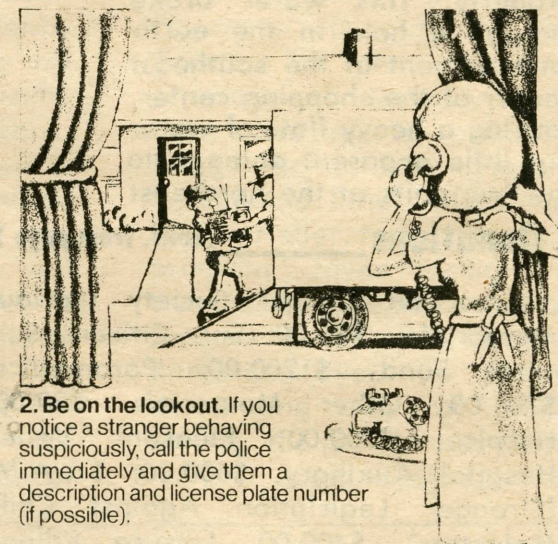 2. Be on the lookout. If you
notice a stranger behaving
suspiciously, call the police
immediately and give them a
description and license plate number
(if possible).